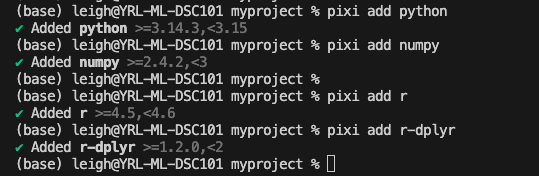 (base) leigh@YRL-ML-DSC101 myproject % pixi add python
✔ Added python >=3.14.3,<3.15
(base) leigh@YRL-ML-DSC101 myproject % pixi add numpy
✔ Added numpy >=2.4.2,<3
(base) leigh@YRL-ML-DSC101 myproject %
(base) leigh@YRL-ML-DSC101 myproject % pixi add r
✔ Added r >=4.5,<4.6
(base) leigh@YRL-ML-DSC101 myproject % pixi add r-dplyr
✔ Added r-dplyr >=1.2.0,<2
(base) leigh@YRL-ML-DSC101 myproject %